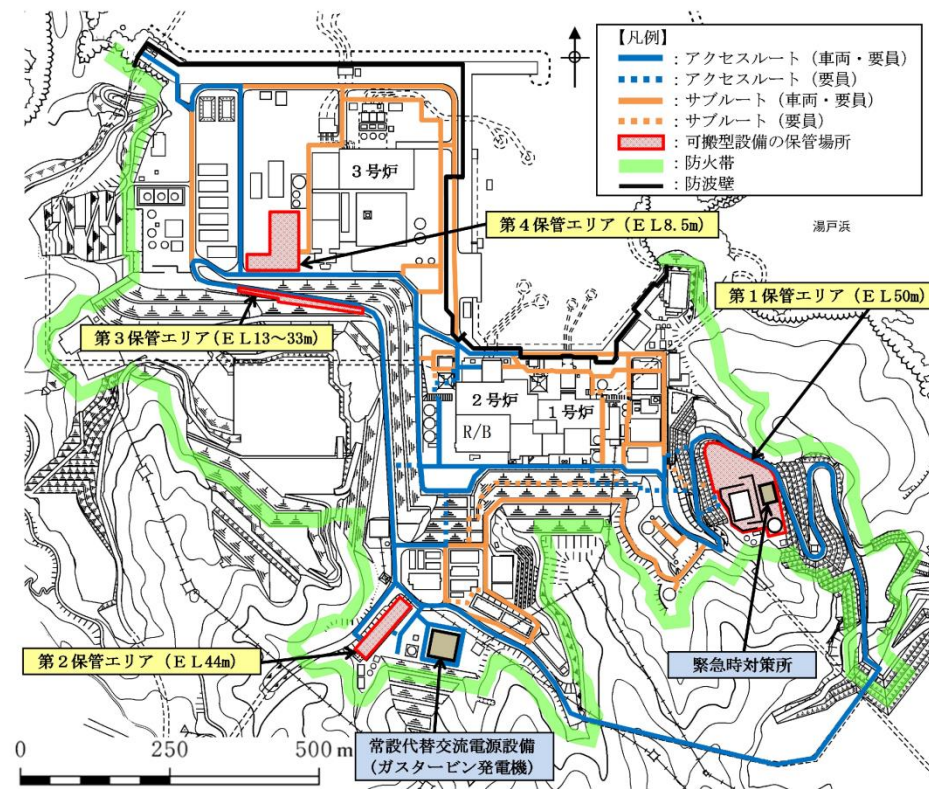 【凡例】
：アクセスルート（車両・要員）
：アクセスルート（要員）
：サブルート（車両・要員）
：サブルート（要員）
：可搬型設備の保管場所
：防火帯
：防波壁
3号炉
第4保管エリア（EL8.5m）
湯戸浜
第1保管エリア（EL50m）
第3保管エリア（EL13～33m）
2号炉
1号炉
R/B
第2保管エリア（EL44m）
緊急時対策所
常設代替交流電源設備
（ガスタービン発電機）
0 250 500 m